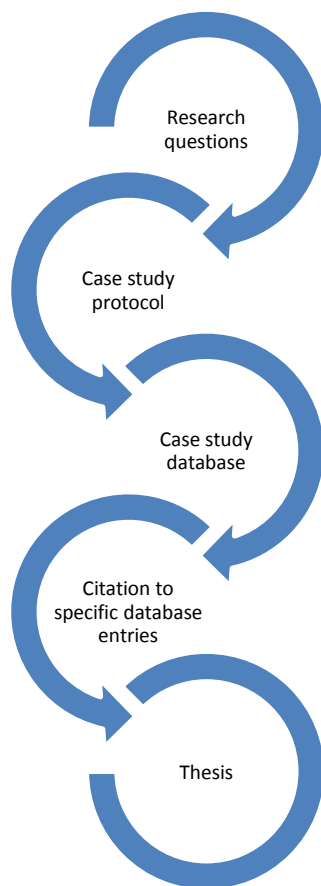 Research
questions
Case study
protocol
Case study
database
Citation to
specific database
entries
Thesis